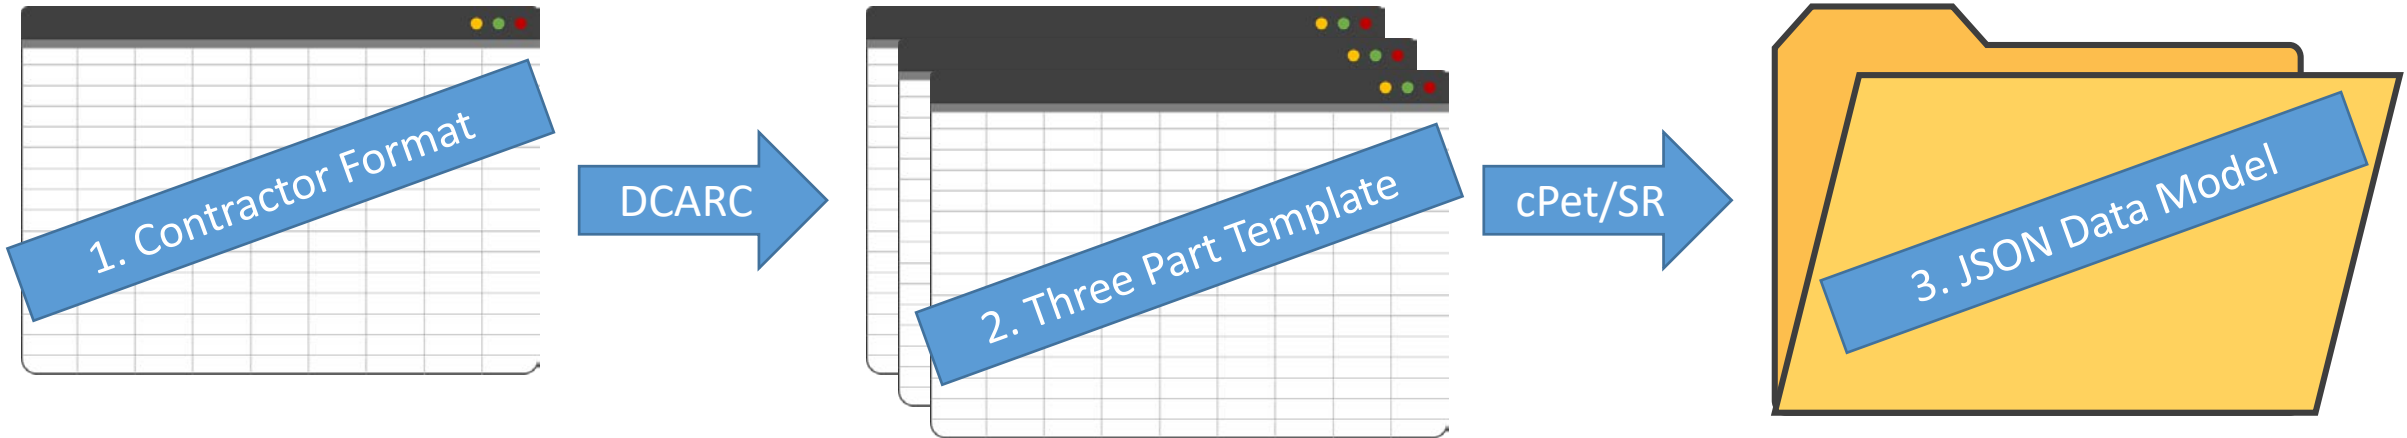 1. Contractor Format
DCARC
2. Three Part Template
cPet/SR
3. JSON Data Model